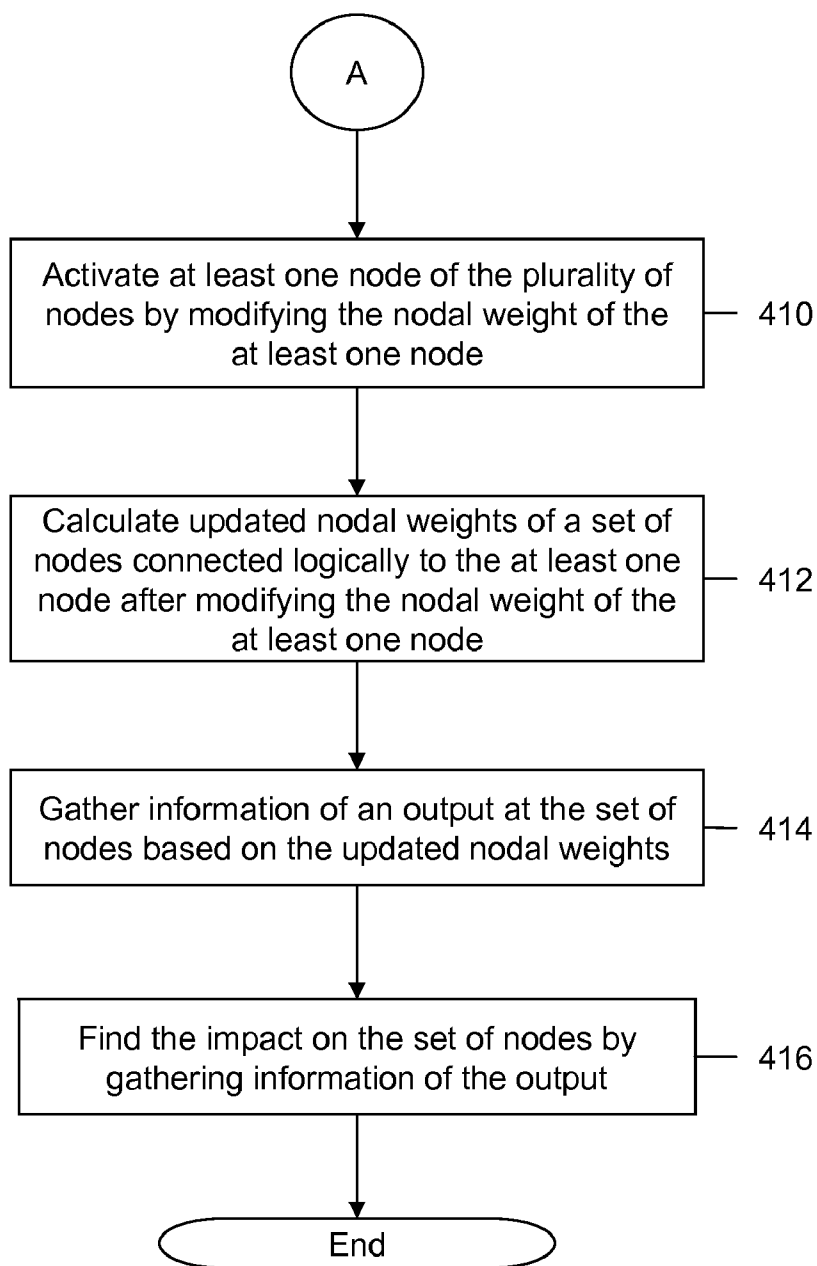 A
Activate at least one node of the plurality of
nodes by modifying the nodal weight of the
at least one node
410
Calculate updated nodal weights of a set of
nodes connected logically to the at least one
node after modifying the nodal weight of the
at least one node
412
Gather information of an output at the set of
nodes based on the updated nodal weights
414
Find the impact on the set of nodes by
gathering information of the output
416
End